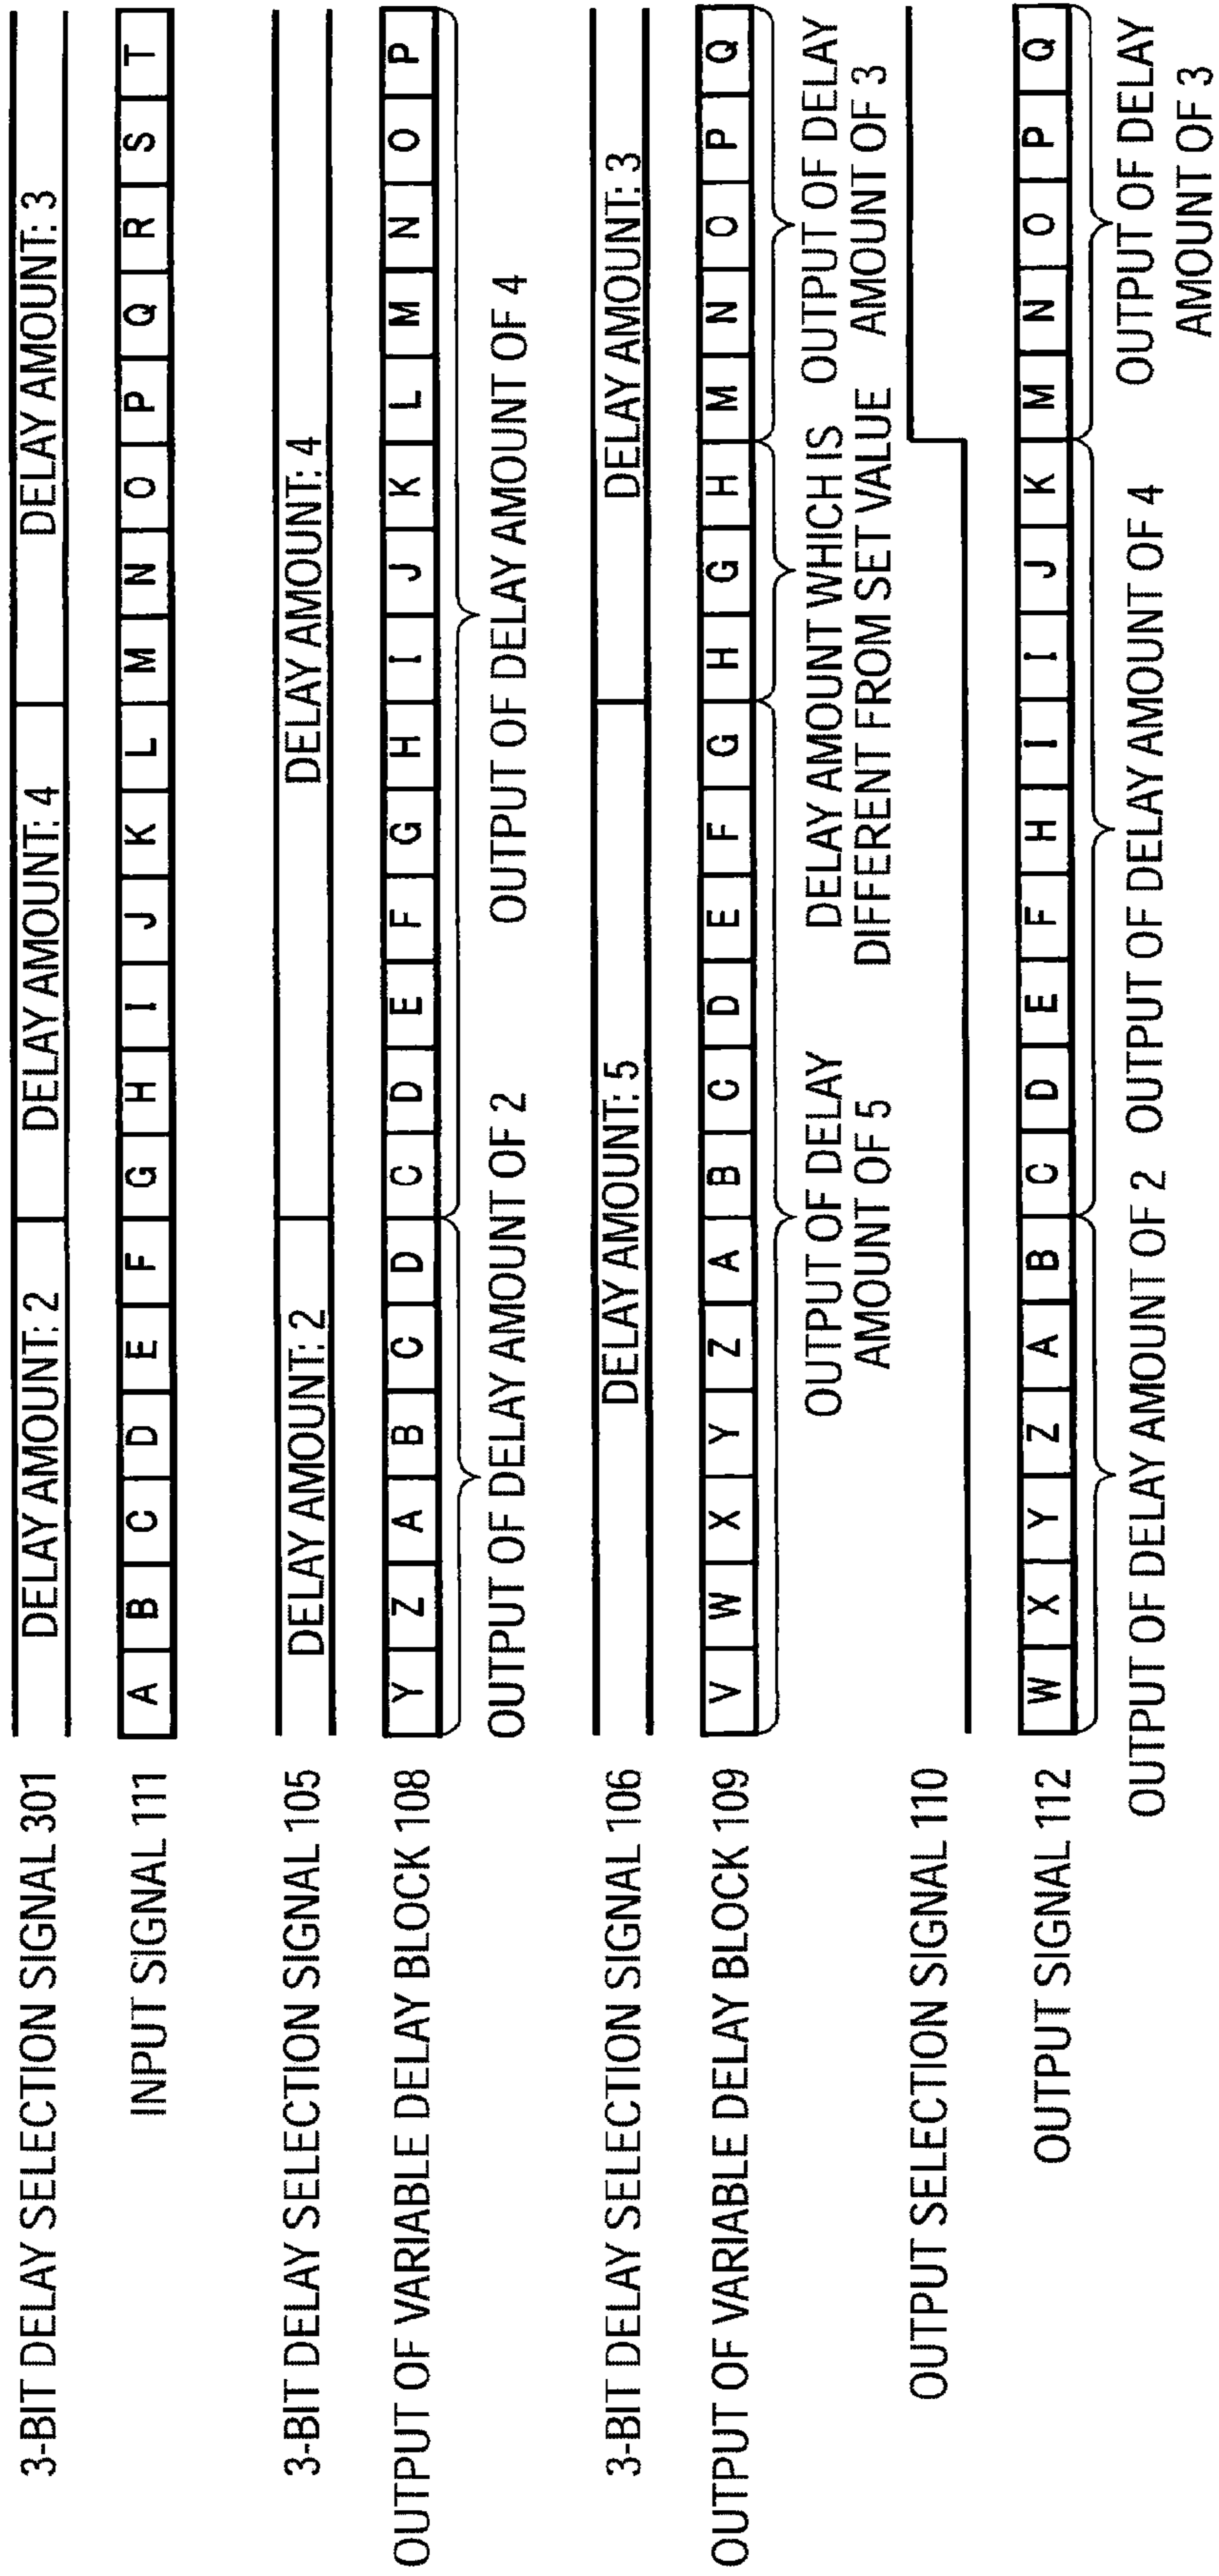 3-BIT DELAY SELECTION SIGNAL 301 DELAY AMOUNT: 2 DELAY AMOUNT: 4 DELAY AMOUNT: 3
INPUT SIGNAL 111 A B C D E F G H I J K L M N O P Q R S T
3-BIT DELAY SELECTION SIGNAL 105 DELAY AMOUNT: 2 DELAY AMOUNT: 4
OUTPUT OF VARIABLE DELAY BLOCK 108 Y Z A B C D C D E F G H I J K L M N O P
OUTPUT OF DELAY AMOUNT OF 2 OUTPUT OF DELAY AMOUNT OF 4
3-BIT DELAY SELECTION SIGNAL 106 DELAY AMOUNT: 5 DELAY AMOUNT: 3
OUTPUT OF VARIABLE DELAY BLOCK 109 V W X Y Z A B C D E F G H G H M N O P Q
OUTPUT OF DELAY
AMOUNT OF 5
DELAY AMOUNT WHICH IS
DIFFERENT FROM SET VALUE
OUTPUT OF DELAY
AMOUNT OF 3
OUTPUT SELECTION SIGNAL 110
OUTPUT SIGNAL 112 W X Y Z A B C D E F H I I J K M N O P Q
OUTPUT OF DELAY AMOUNT OF 2 OUTPUT OF DELAY AMOUNT OF 4
OUTPUT OF DELAY
AMOUNT OF 3